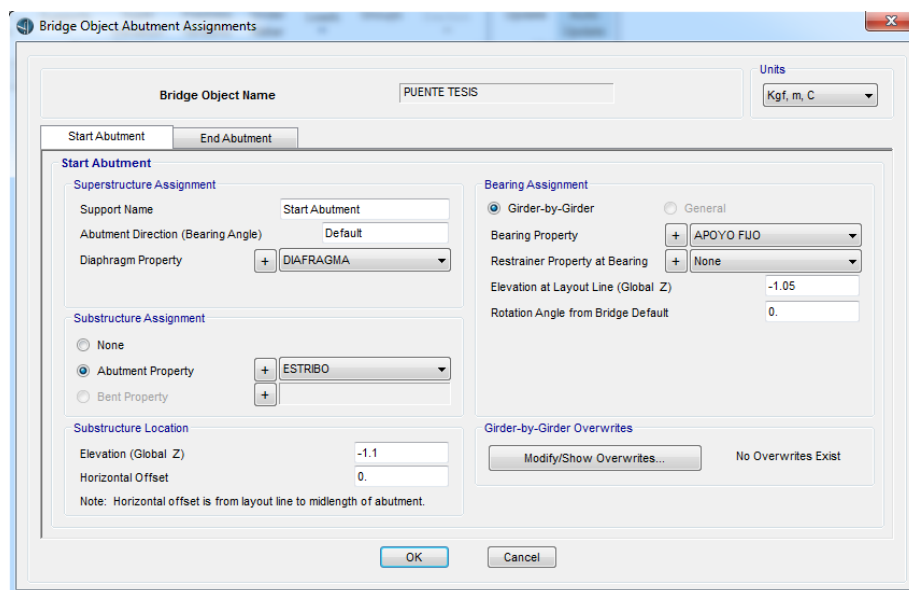 Bridge Object Abutment Assignments
Units
Bridge Object Name
PUENTE TESIS
Kgf, m, C
Start Abutment
End Abutment
Start Abutment
Superstructure Assignment
Support Name
Start Abutment
Abutment Direction (Bearing Angle)
Default
Diaphragm Property
+
DIAFRAGMA
Substructure Assignment
None
Abutment Property
+
ESTRIBO
Bent Property
+
Substructure Location
Elevation (Global Z)
-1.1
Horizontal Offset
0.
Note: Horizontal offset is from layout line to midlength of abutment.
Bearing Assignment
Girder-by-Girder
General
Bearing Property
+
APOYO FIJO
Restrainer Property at Bearing
+
None
Elevation at Layout Line (Global Z)
-1.05
Rotation Angle from Bridge Default
0.
Girder-by-Girder Overwrites
Modify/Show Overwrites...
No Overwrites Exist
OK
Cancel